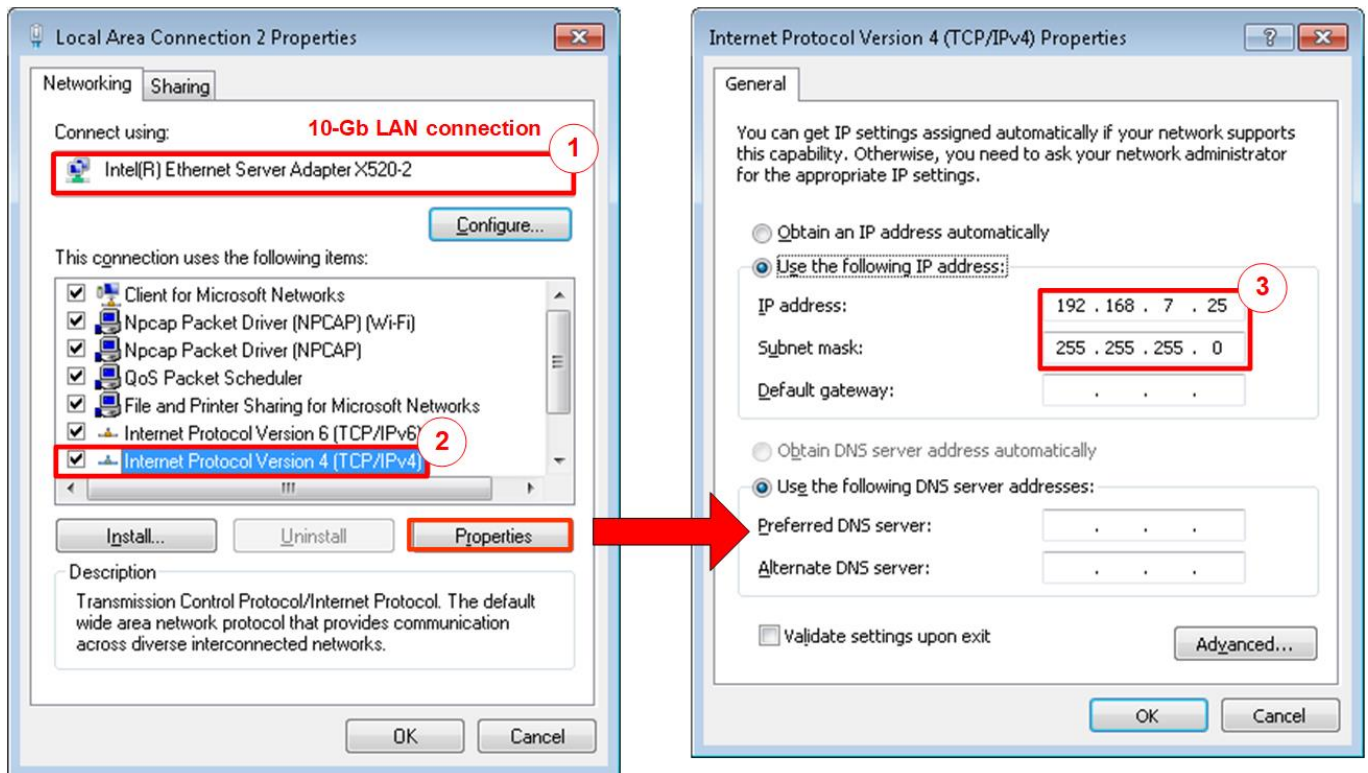 Local Area Connection 2 Properties
Networking
Sharing
Connect using:
10-Gb LAN connection
1
Intel(R) Ethernet Server Adapter X520-2
Configure...
This connection uses the following items:
Client for Microsoft Networks
Npcap Packet Driver (NPCAP) (Wi-Fi)
Npcap Packet Driver (NPCAP)
QoS Packet Scheduler
File and Printer Sharing for Microsoft Networks
Internet Protocol Version 6 (TCP/IPv6)
2
Internet Protocol Version 4 (TCP/IPv4)
Install...
Uninstall
Properties
Description
Transmission Control Protocol/Internet Protocol. The default
wide area network protocol that provides communication
across diverse interconnected networks.
OK
Cancel
Internet Protocol Version 4 (TCP/IPv4) Properties
General
You can get IP settings assigned automatically if your network supports
this capability. Otherwise, you need to ask your network administrator
for the appropriate IP settings.
Obtain an IP address automatically
Use the following IP address:
3
IP address: 192 . 168 . 7 . 25
Subnet mask: 255 . 255 . 255 . 0
Default gateway: . . .
Obtain DNS server address automatically
Use the following DNS server addresses:
Preferred DNS server: . . .
Alternate DNS server: . . .
Validate settings upon exit
Advanced...
OK
Cancel